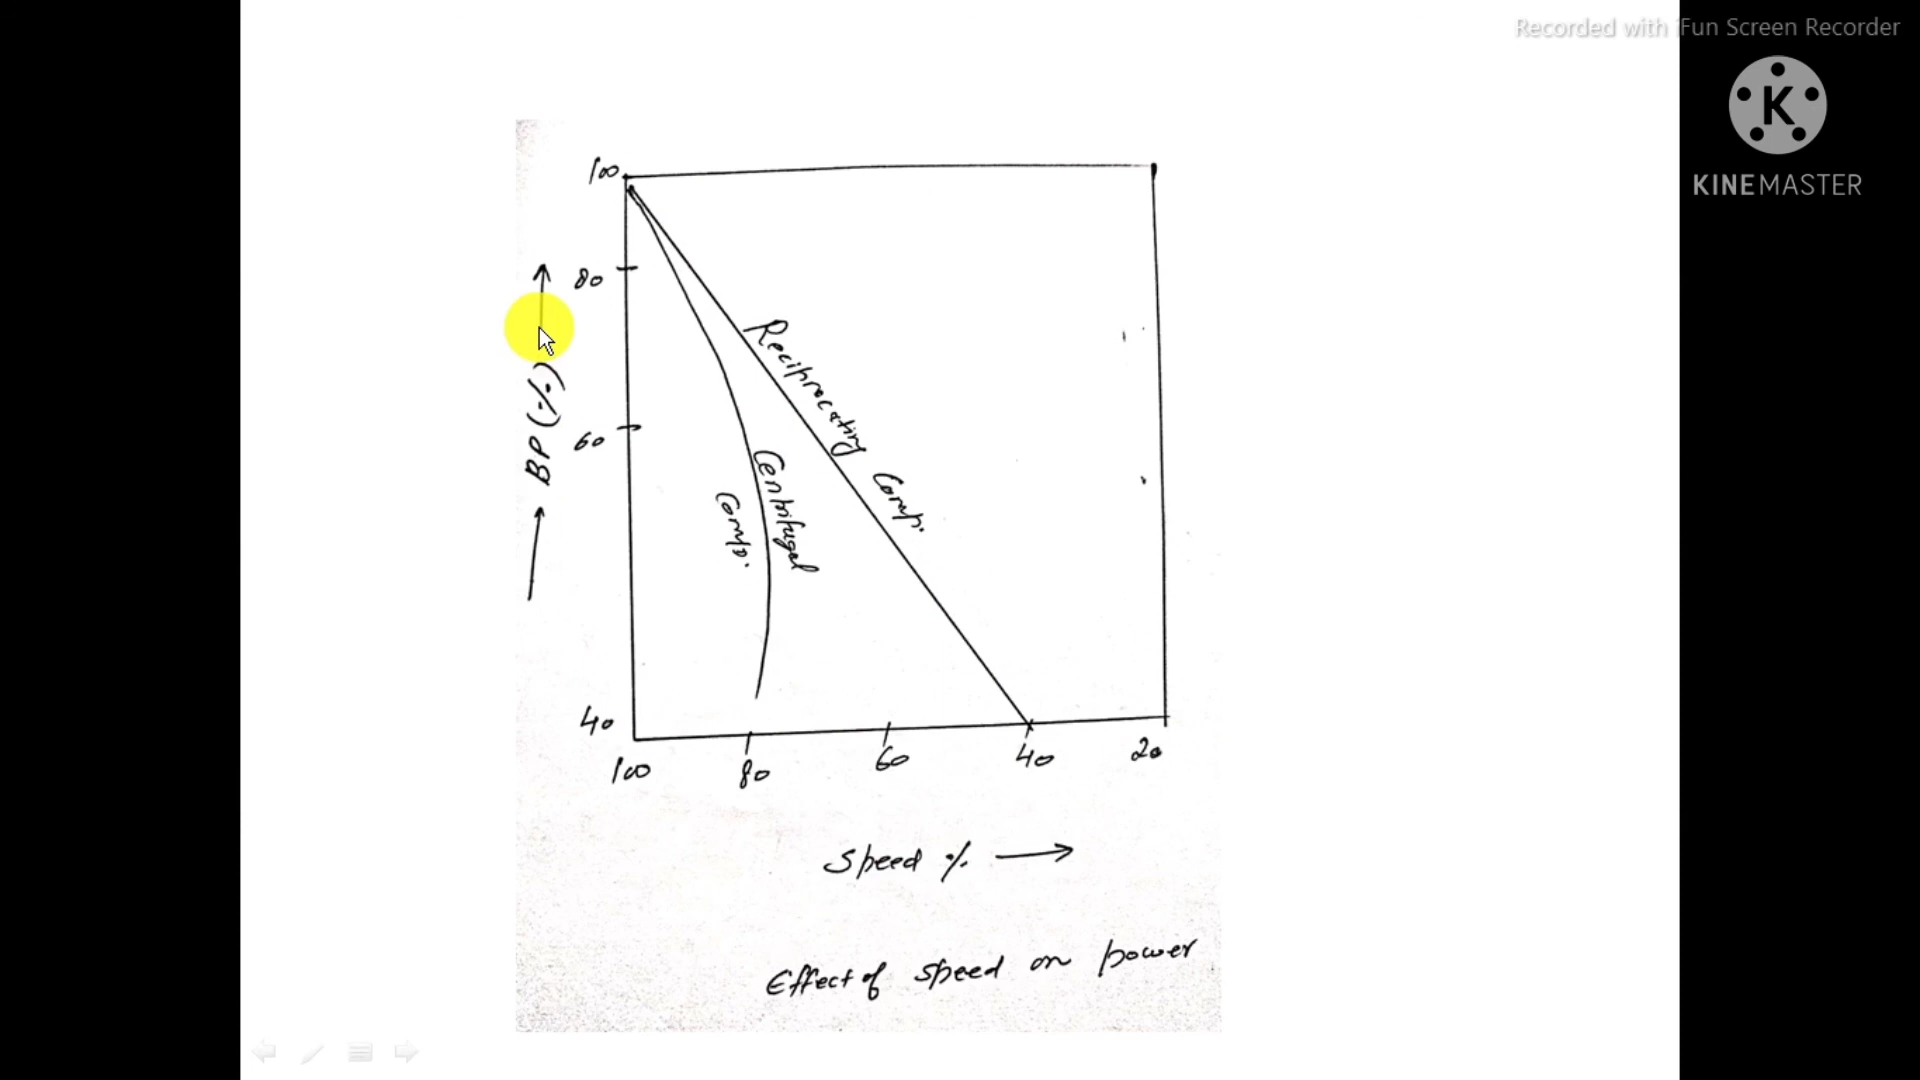 Recorded with iFun Screen Recorder
K
KINEMASTER
100
80
60
40
BP (%)
Reciprocating Comp.
Centrifugal
Comp.
100 80 60 40 20
Speed %
Effect of speed on power